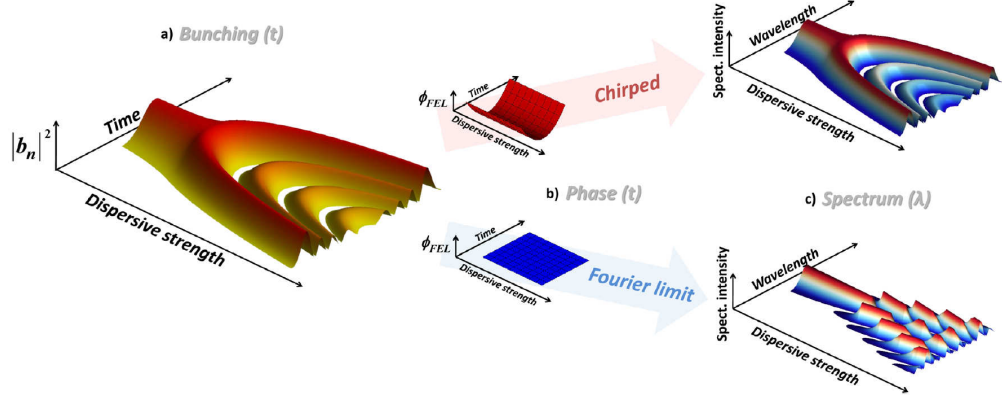 a) Bunching (t)
|b_n|^2
Time
Dispersive strength
ϕ_FEL
Time
Dispersive strength
Chirped
b) Phase (t)
ϕ_FEL
Time
Dispersive strength
Fourier limit
Spect. intensity
Wavelength
Dispersive strength
c) Spectrum (λ)
Spect. intensity
Wavelength
Dispersive strength